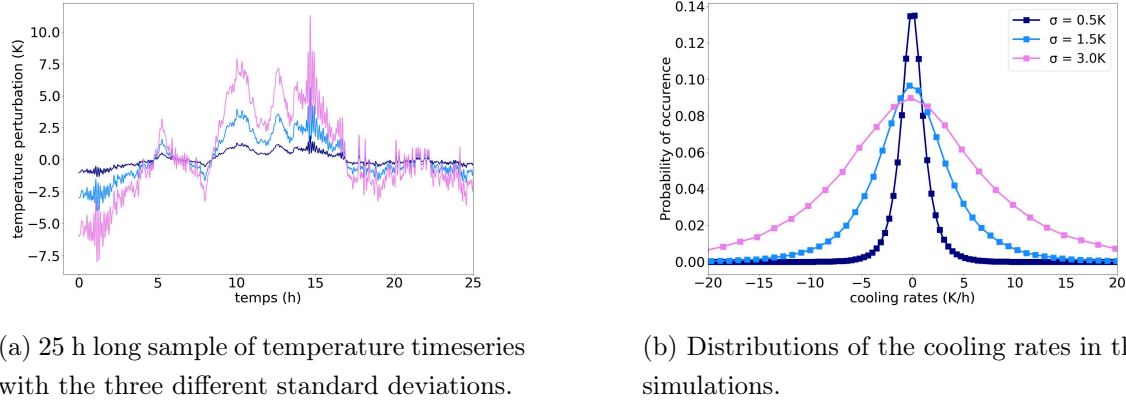 temperature perturbation (K)
10.0
7.5
5.0
2.5
0.0
−2.5
−5.0
−7.5
0 5 10 15 20 25
temps (h)
Probability of occurence
0.14
0.12
0.10
0.08
0.06
0.04
0.02
0.00
σ = 0.5K
σ = 1.5K
σ = 3.0K
−20 −15 −10 −5 0 5 10 15 20
cooling rates (K/h)
(a) 25 h long sample of temperature timeseries
with the three different standard deviations.
(b) Distributions of the cooling rates in th
simulations.